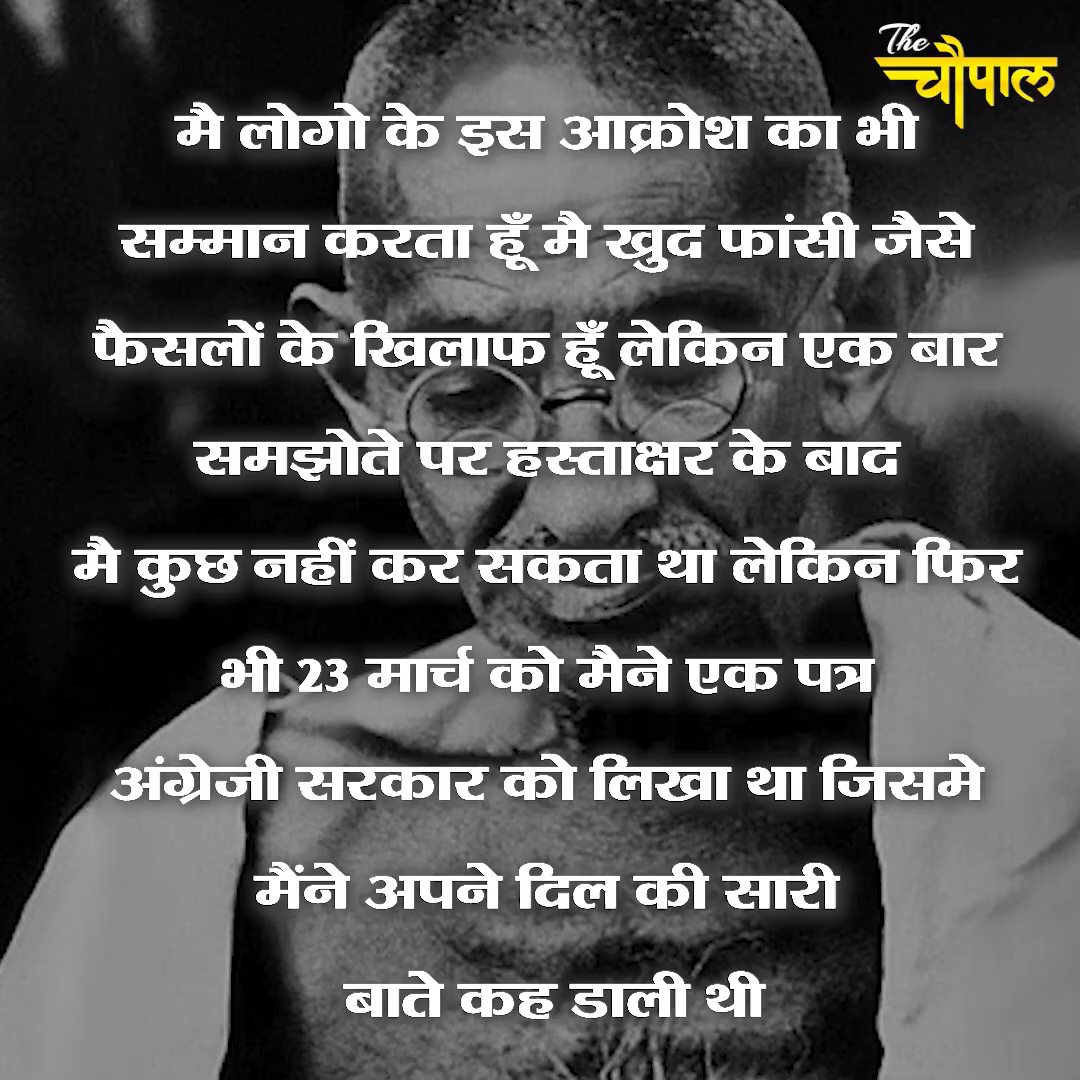 The
चौपाल
मै लोगो के इस आक्रोश का भी
सम्मान करता हूँ मै खुद फांसी जैसे
फैसलों के खिलाफ हूँ लेकिन एक बार
समझोते पर हस्ताक्षर के बाद
मै कुछ नहीं कर सकता था लेकिन फिर
भी 23 मार्च को मैने एक पत्र
अंग्रेजी सरकार को लिखा था जिसमे
मैंने अपने दिल की सारी
बाते कह डाली थी